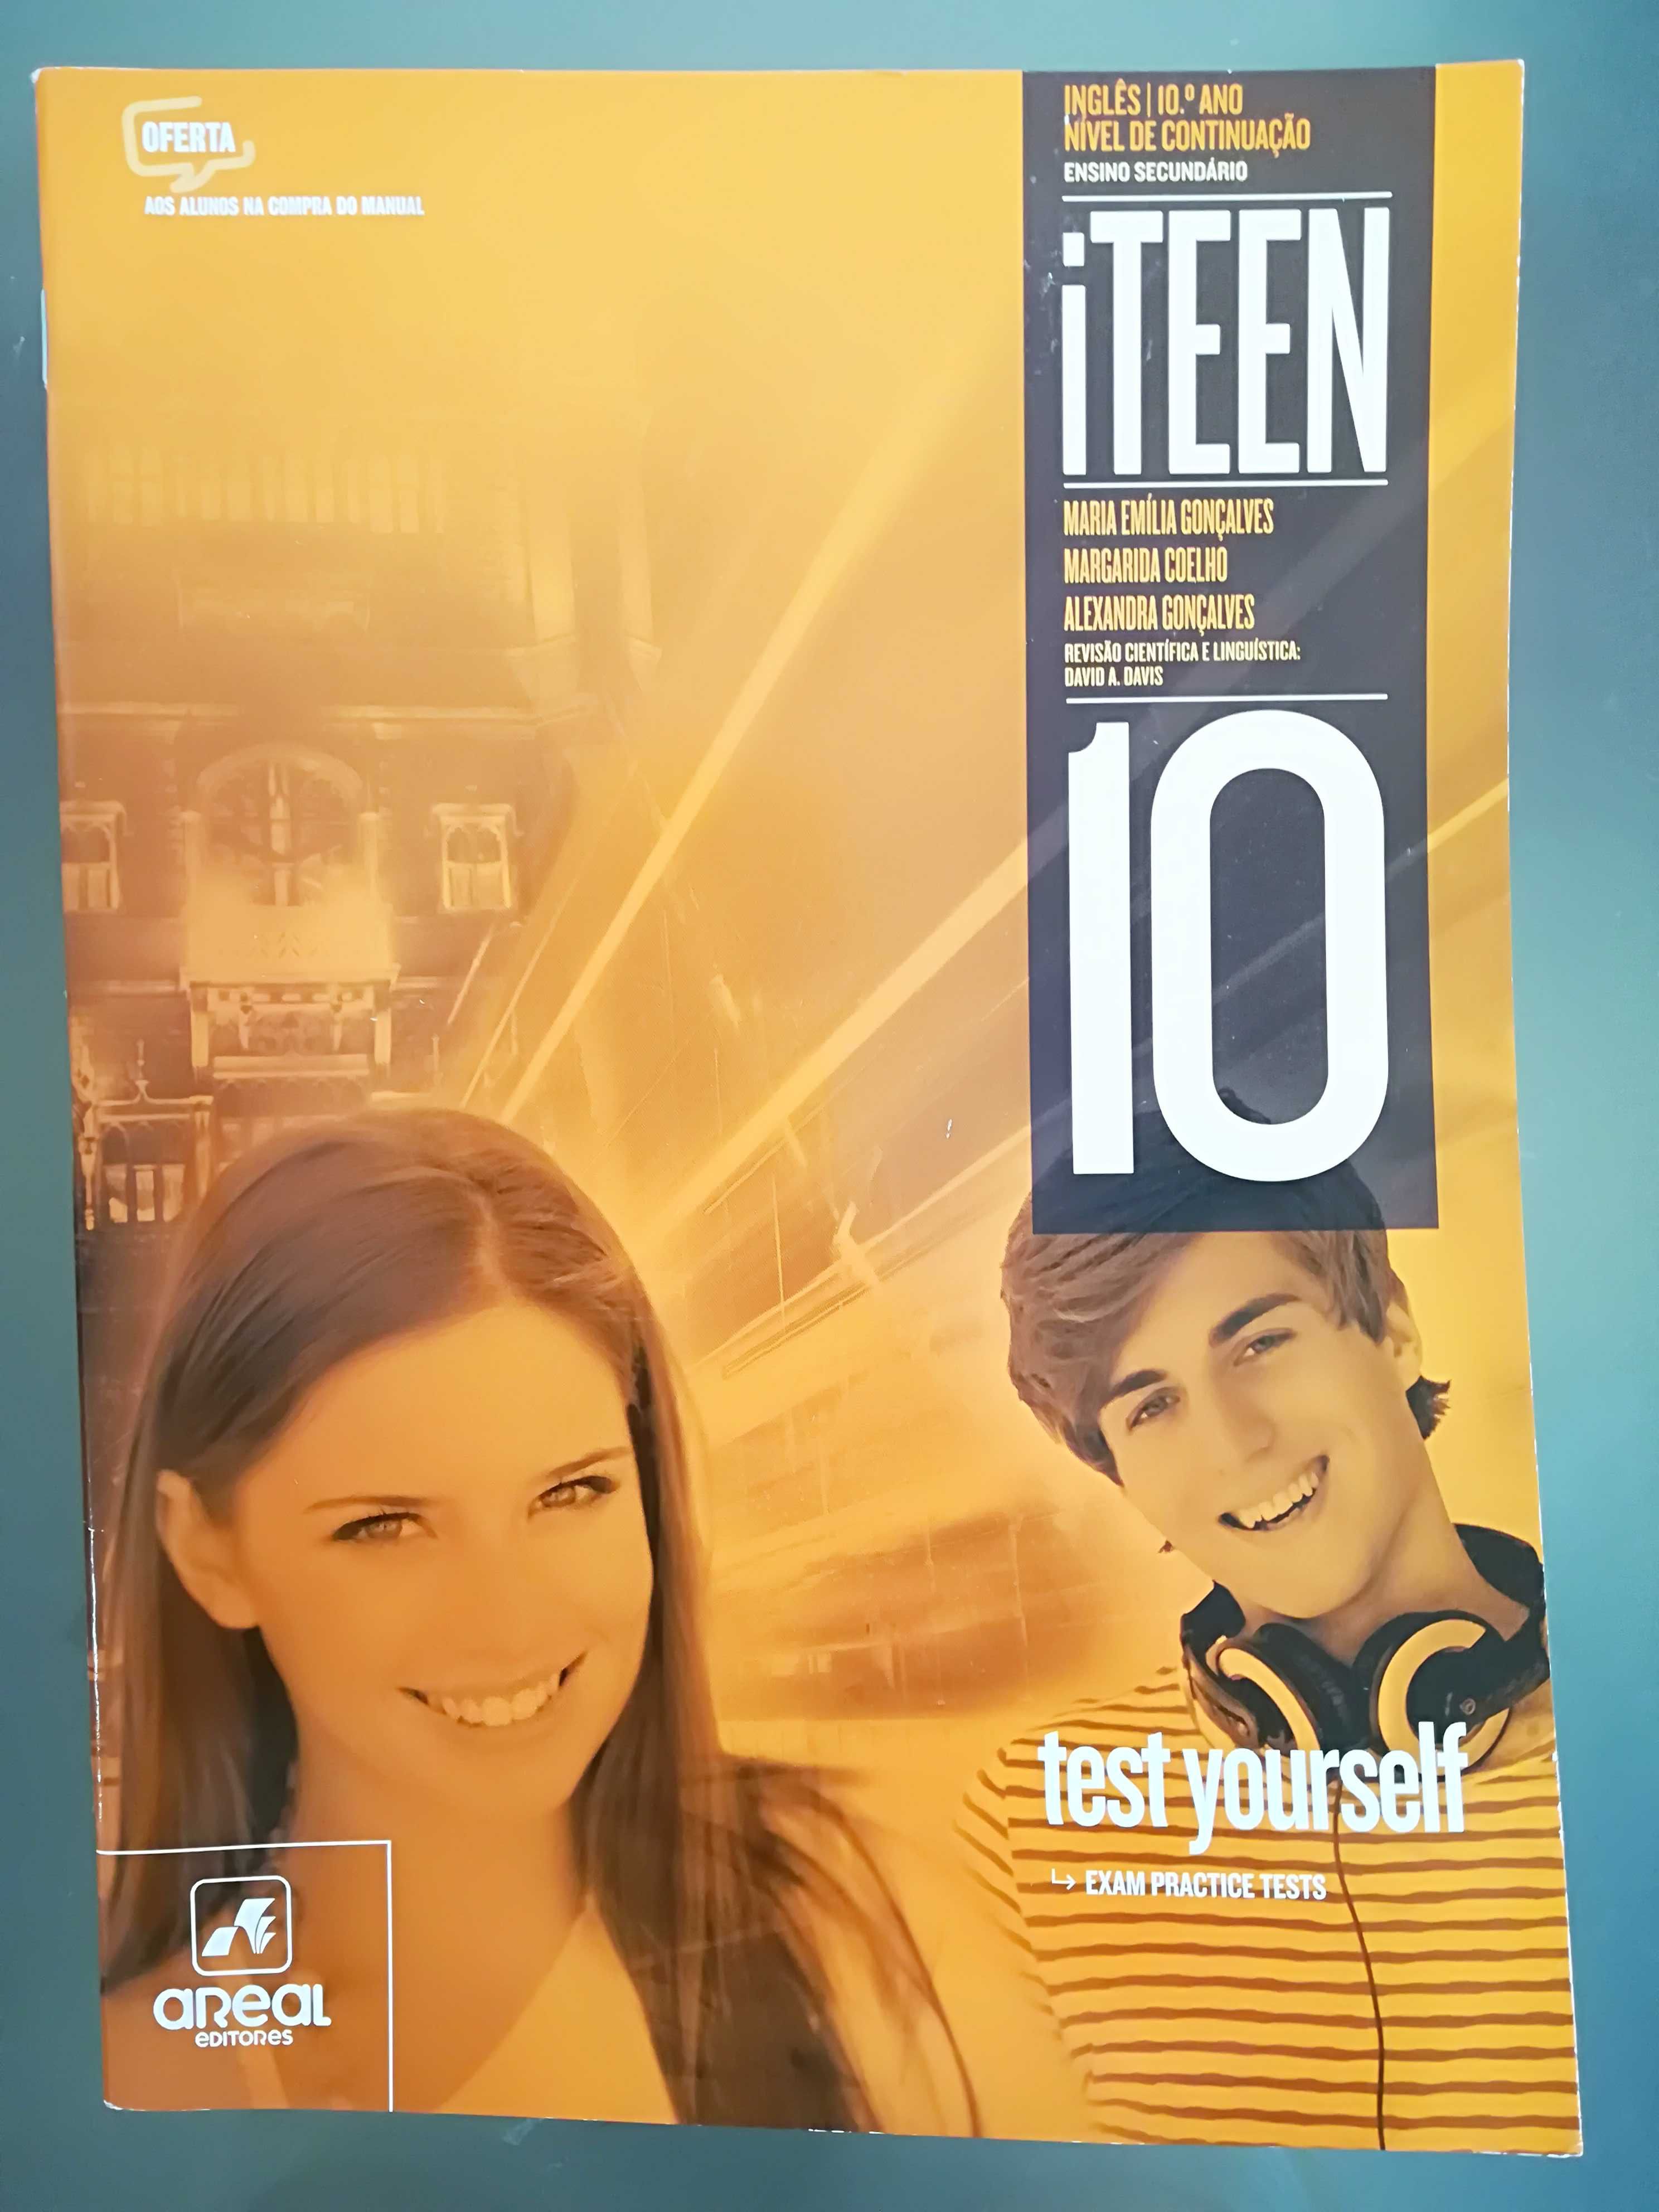 OFERTA
AOS ALUNOS NA COMPRA DO MANUAL
INGLÊS | 10.º ANO
NÍVEL DE CONTINUAÇÃO
ENSINO SECUNDÁRIO
iTEEN
MARIA EMÍLIA GONÇALVES
MARGARIDA COELHO
ALEXANDRA GONÇALVES
REVISÃO CIENTÍFICA E LINGUÍSTICA:
DAVID A. DAVIS
10
test yourself
↳ EXAM PRACTICE TESTS
aReaL
eDITORes